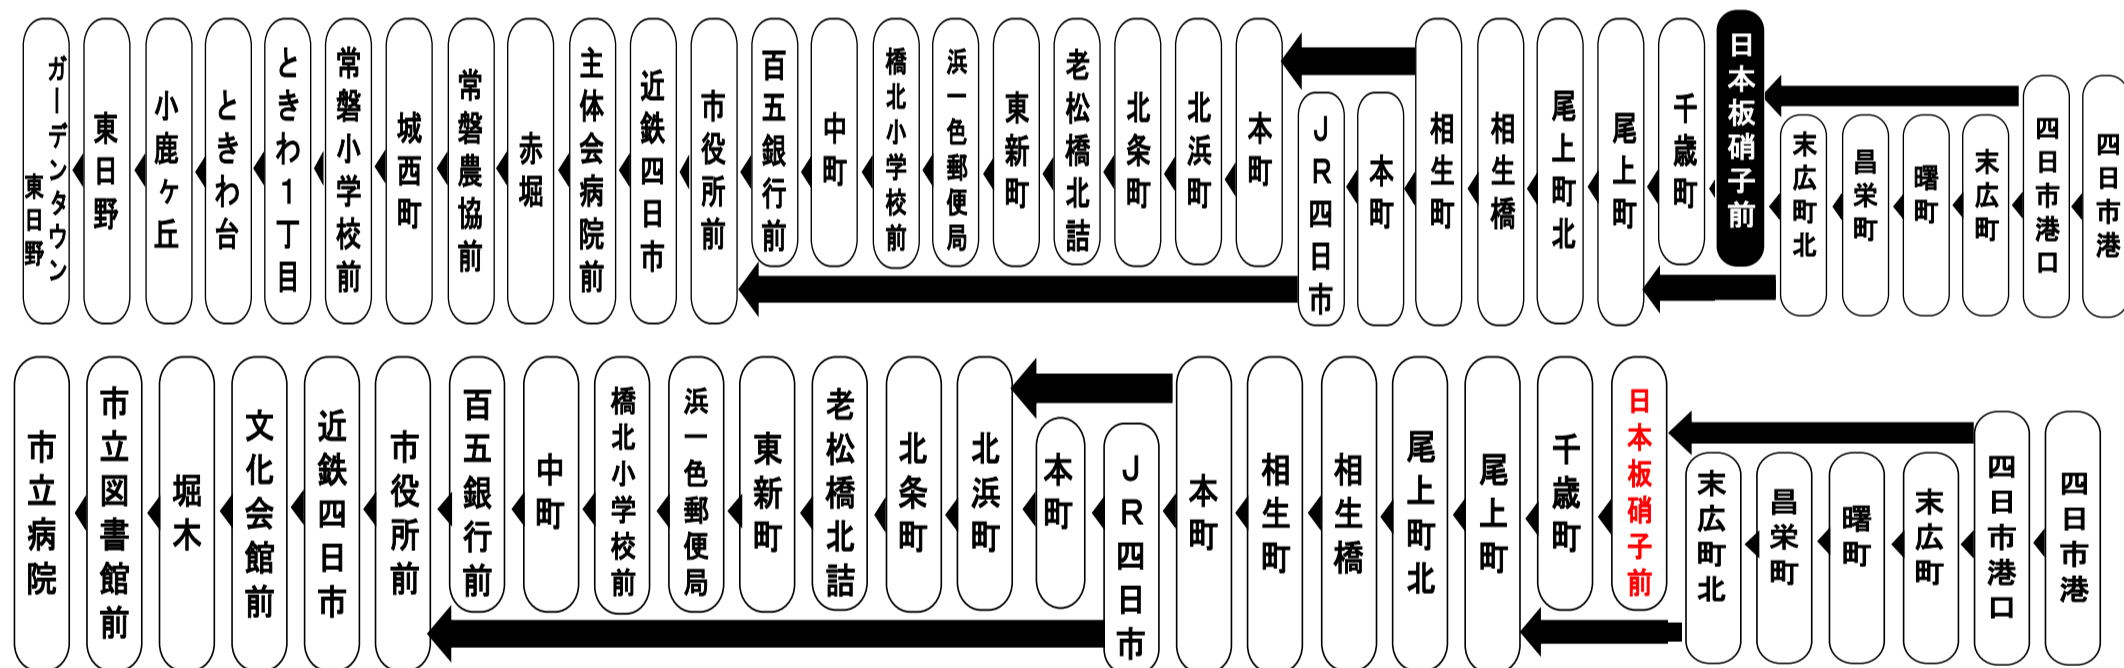 四日市港
四日市港口
末広町
曙町
昌栄町
末広町北
日本板硝子前
千歳町
尾上町
尾上町北
相生橋
相生町
本町
JR四日市
本町
北浜町
北条町
老松橋北詰
東新町
浜一色郵便局
橋北小学校前
中町
百五銀行前
市役所前
近鉄四日市
主体会病院前
赤堀
常磐農協前
城西町
常磐小学校前
ときわ1丁目
ときわ台
小鹿ヶ丘
東日野
ガーデンタウン
東日野
四日市港
四日市港口
末広町
曙町
昌栄町
末広町北
日本板硝子前
千歳町
尾上町
尾上町北
相生橋
相生町
本町
JR四日市
本町
北浜町
北条町
老松橋北詰
東新町
浜一色郵便局
橋北小学校前
中町
百五銀行前
市役所前
近鉄四日市
文化会館前
堀木
市立図書館前
市立病院